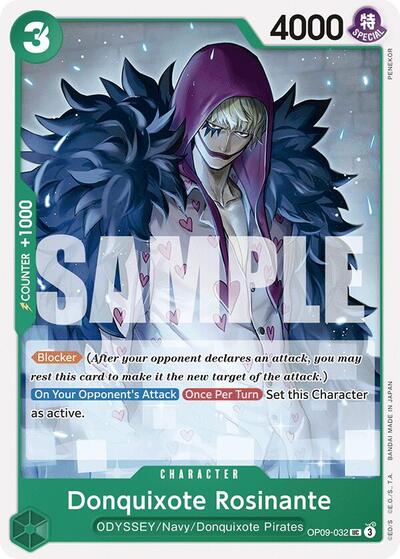 3
4000
特
SPECIAL
PENEKOR
COUNTER +1000
SAMPLE
Blocker (After your opponent declares an attack, you may
rest this card to make it the new target of the attack.)
On Your Opponent's Attack Once Per Turn Set this Character
as active.
©E.O/S ©E.O.S., T.A. BANDAI MADE IN JAPAN
CHARACTER
Donquixote Rosinante
ODYSSEY/Navy/Donquixote Pirates
OP09-032 UC 3